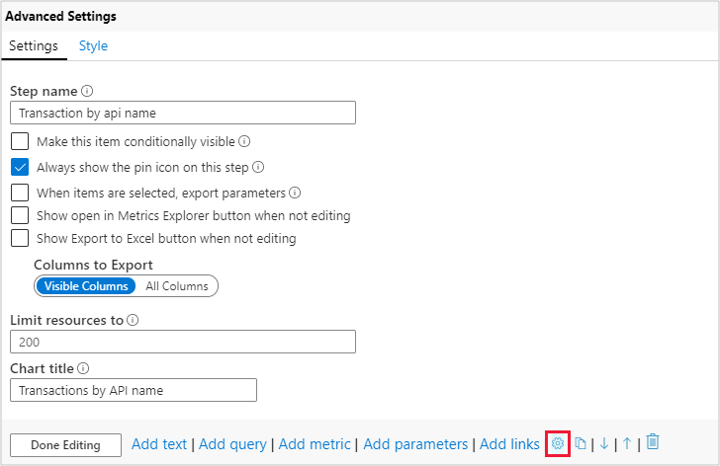 Advanced Settings
Settings Style
Step name
Transaction by api name
Make this item conditionally visible
Always show the pin icon on this step
When items are selected, export parameters
Show open in Metrics Explorer button when not editing
Show Export to Excel button when not editing
Columns to Export
Visible Columns All Columns
Limit resources to
200
Chart title
Transactions by API name
Done Editing Add text | Add query | Add metric | Add parameters | Add links | | |